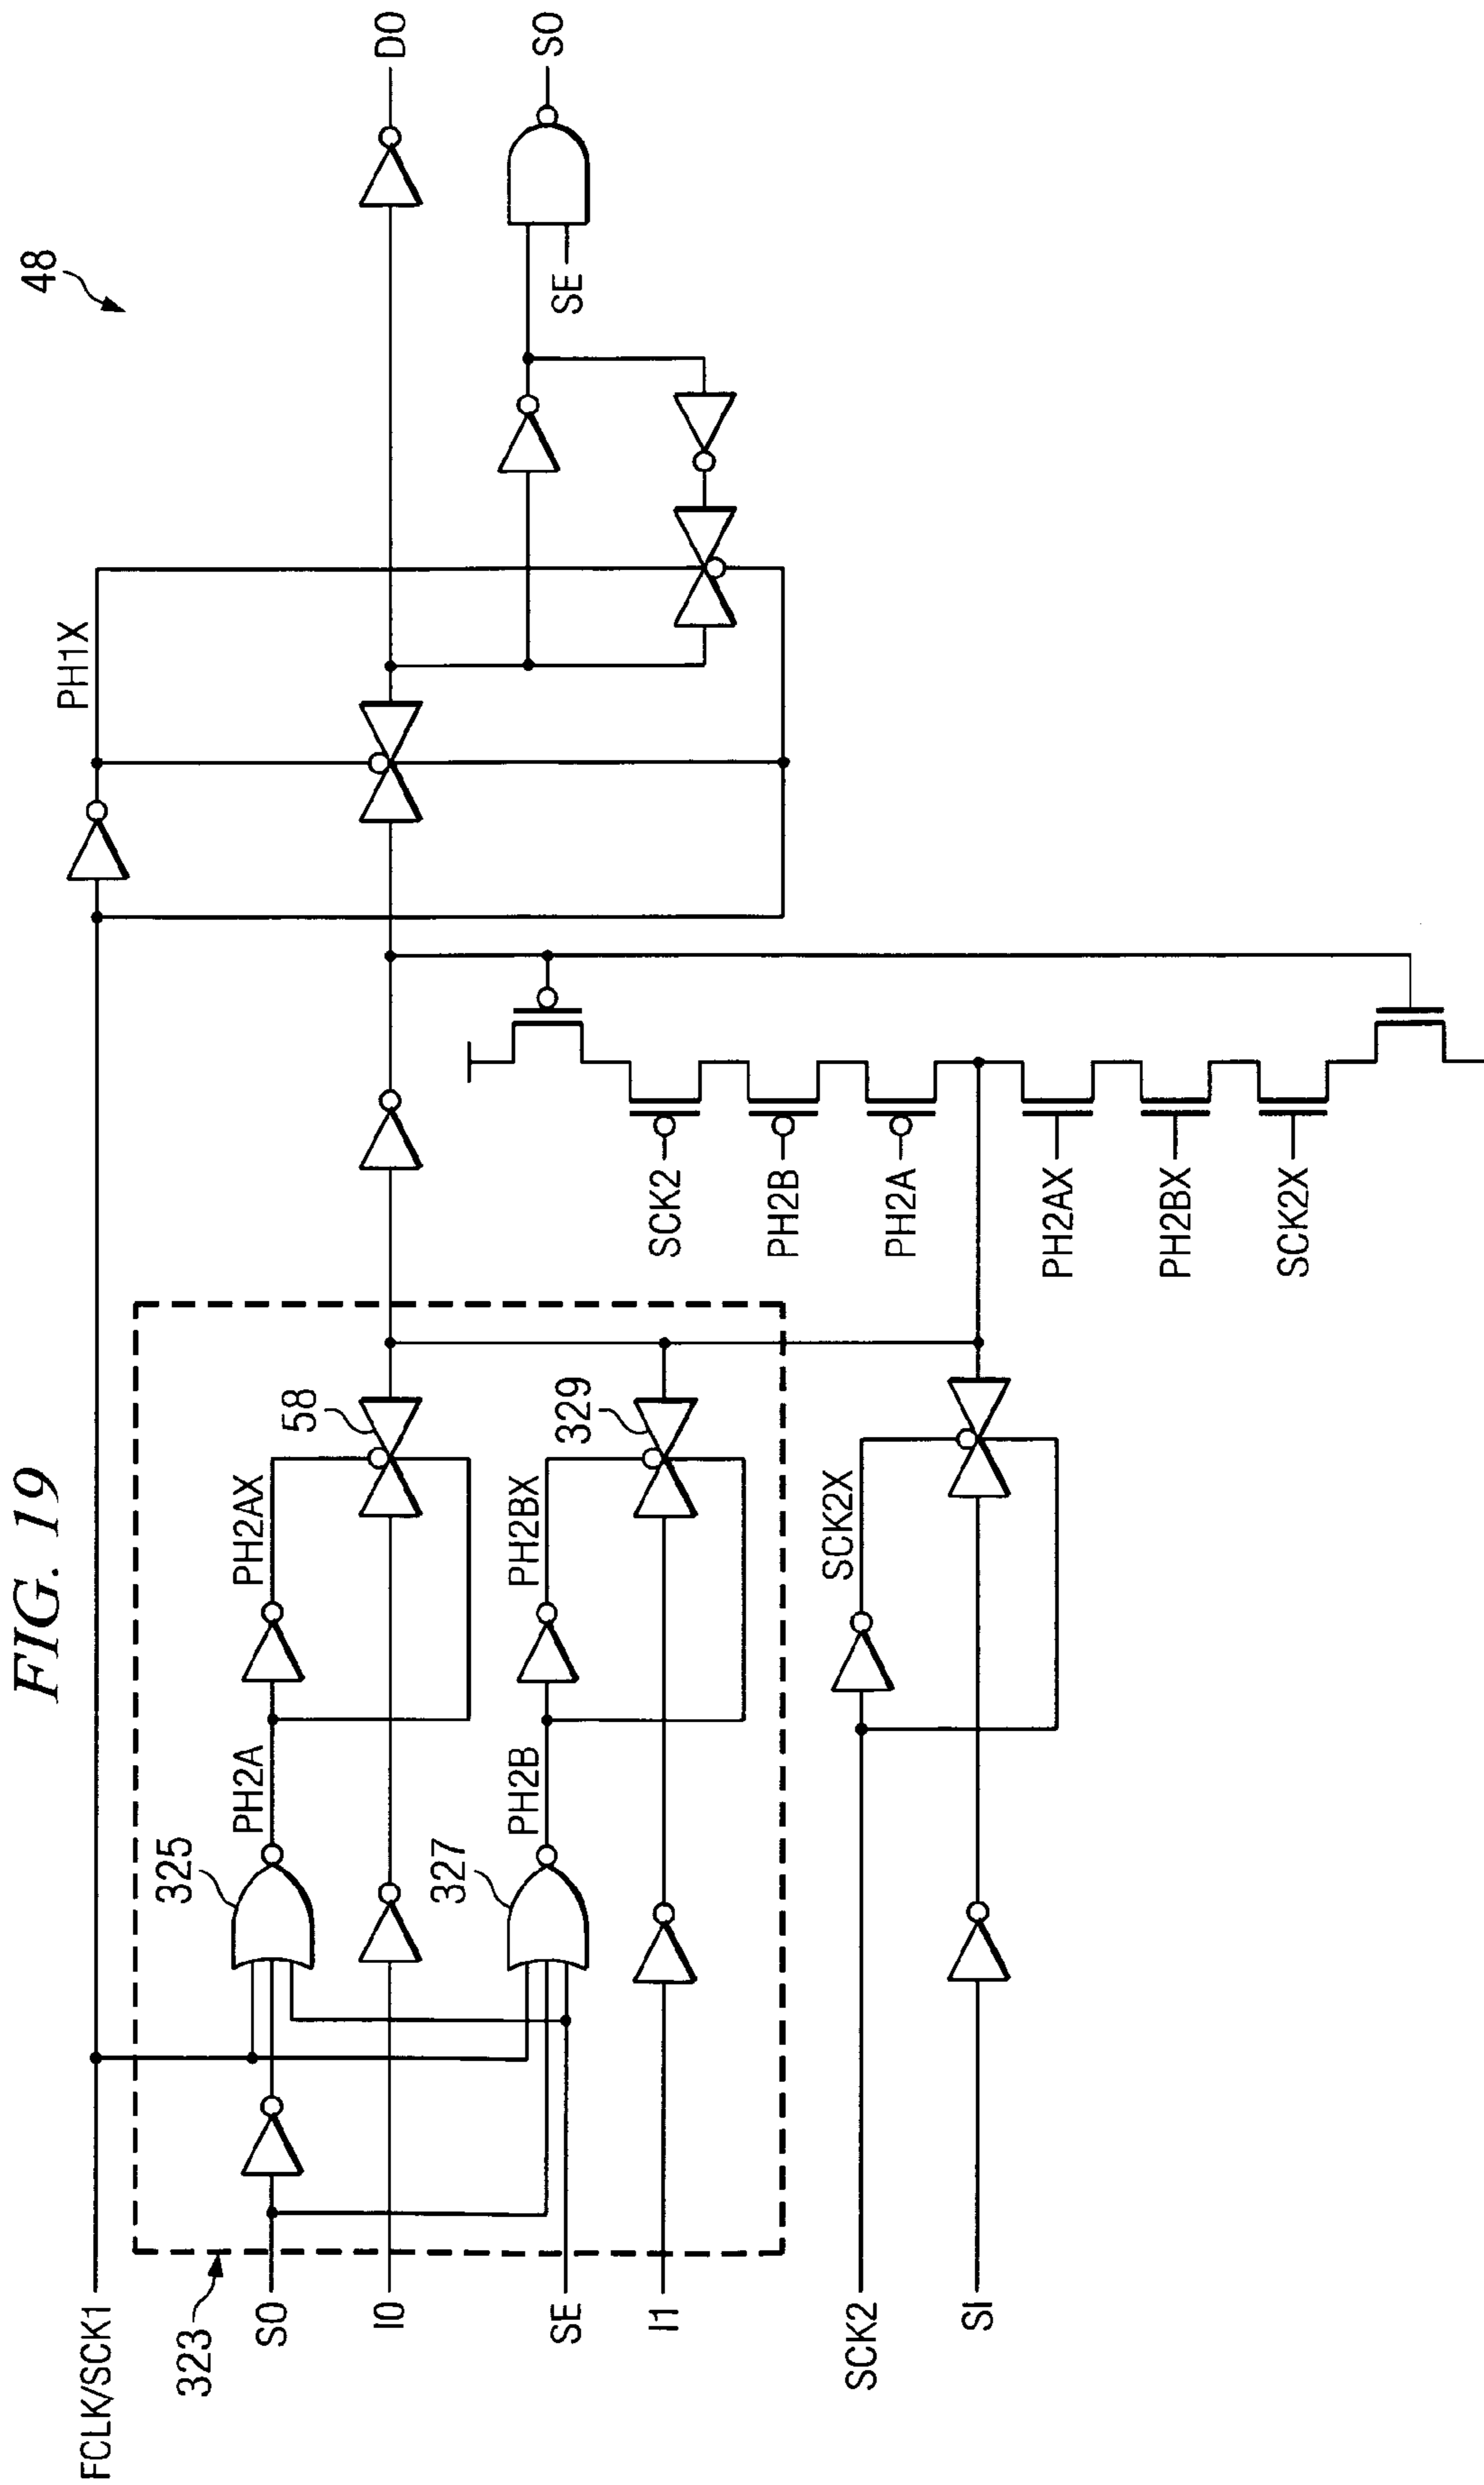 FIG. 19
48
FCLK/SCK1
PH1X
323
325
PH2A
PH2AX
58
S0
I0
DO
327
PH2B
PH2BX
329
SE
I1
SE
SO
SCK2
SCK2X
SI
SCK2
PH2B
PH2A
PH2AX
PH2BX
SCK2X